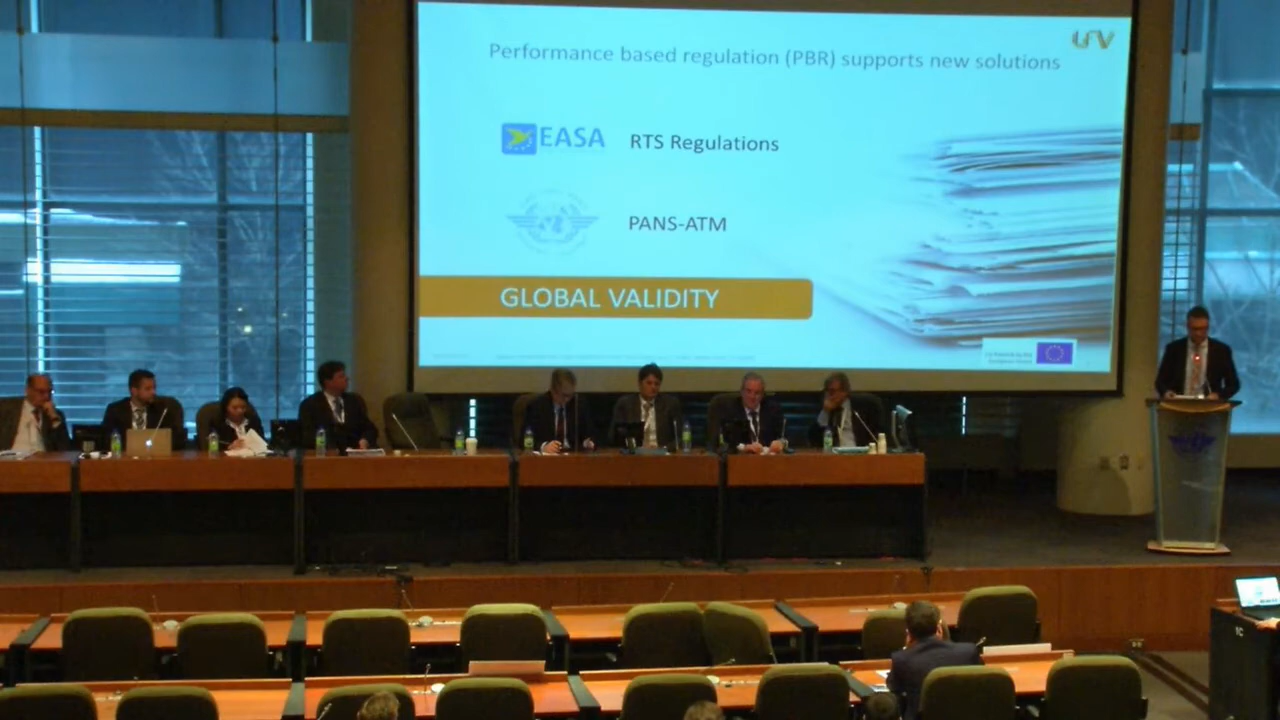 Performance based regulation (PBR) supports new solutions
EASA
RTS Regulations
PANS-ATM
GLOBAL VALIDITY